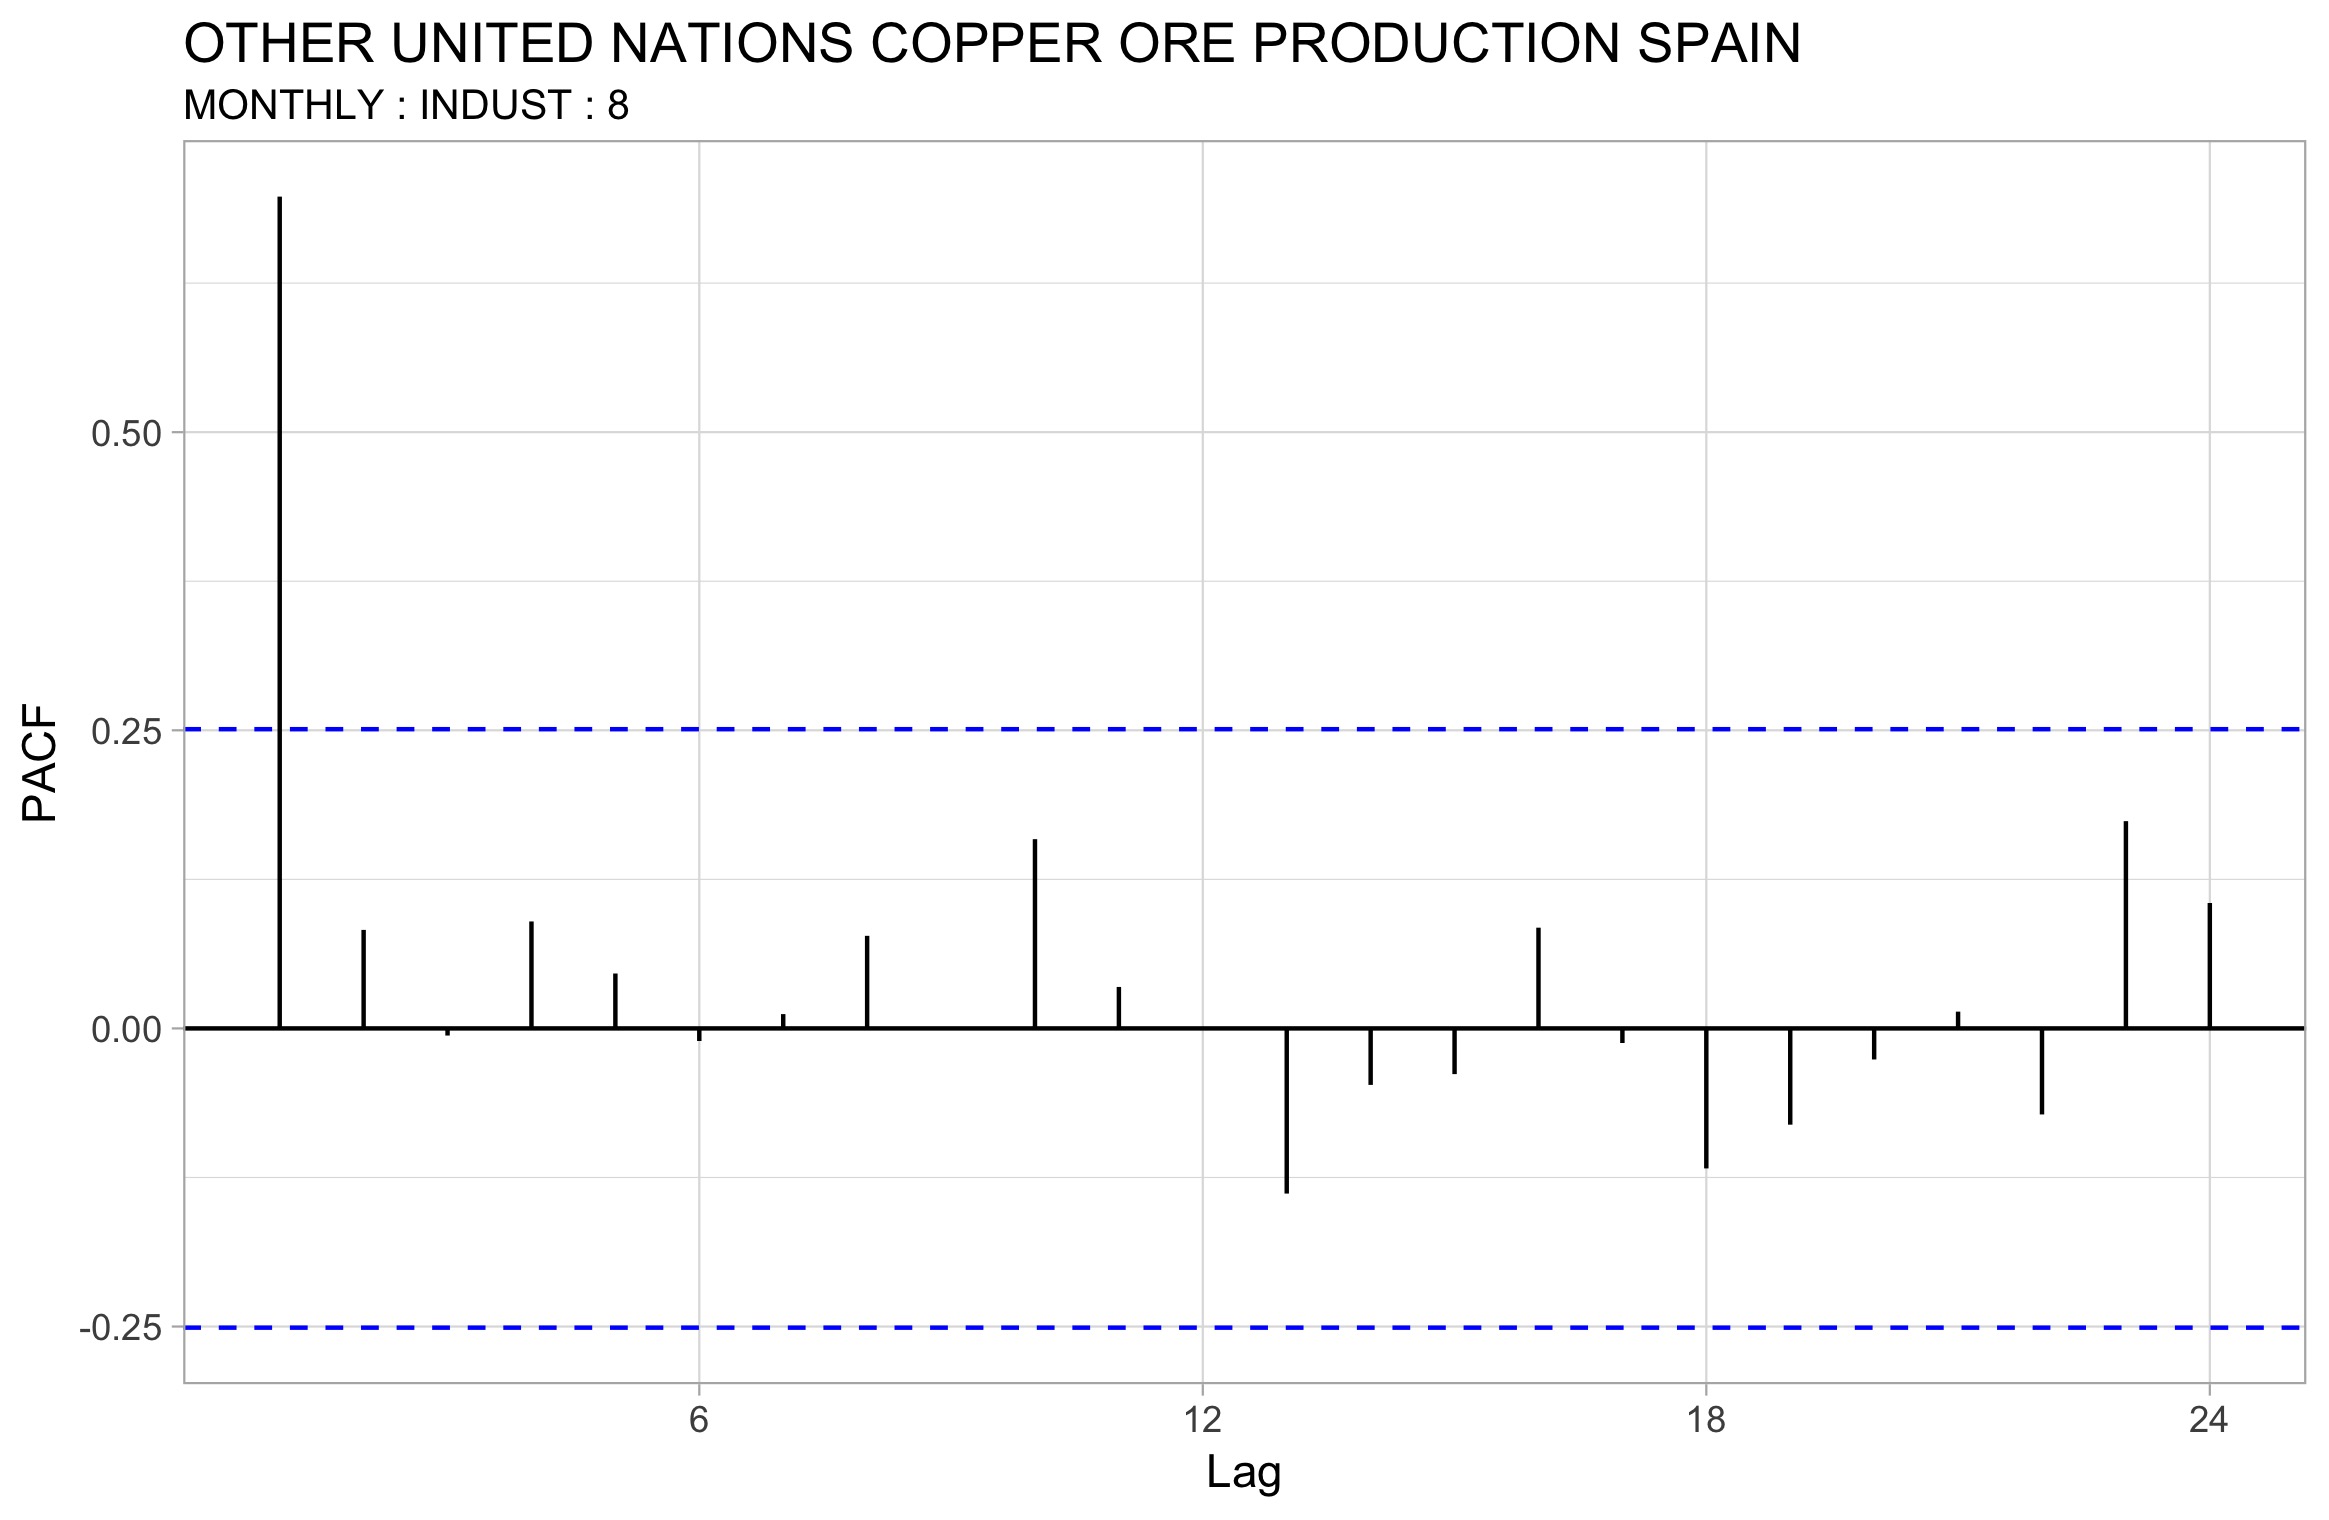 OTHER UNITED NATIONS COPPER ORE PRODUCTION SPAIN
MONTHLY : INDUST : 8
PACF
0.50
0.25
0.00
-0.25
6 12 18 24
Lag